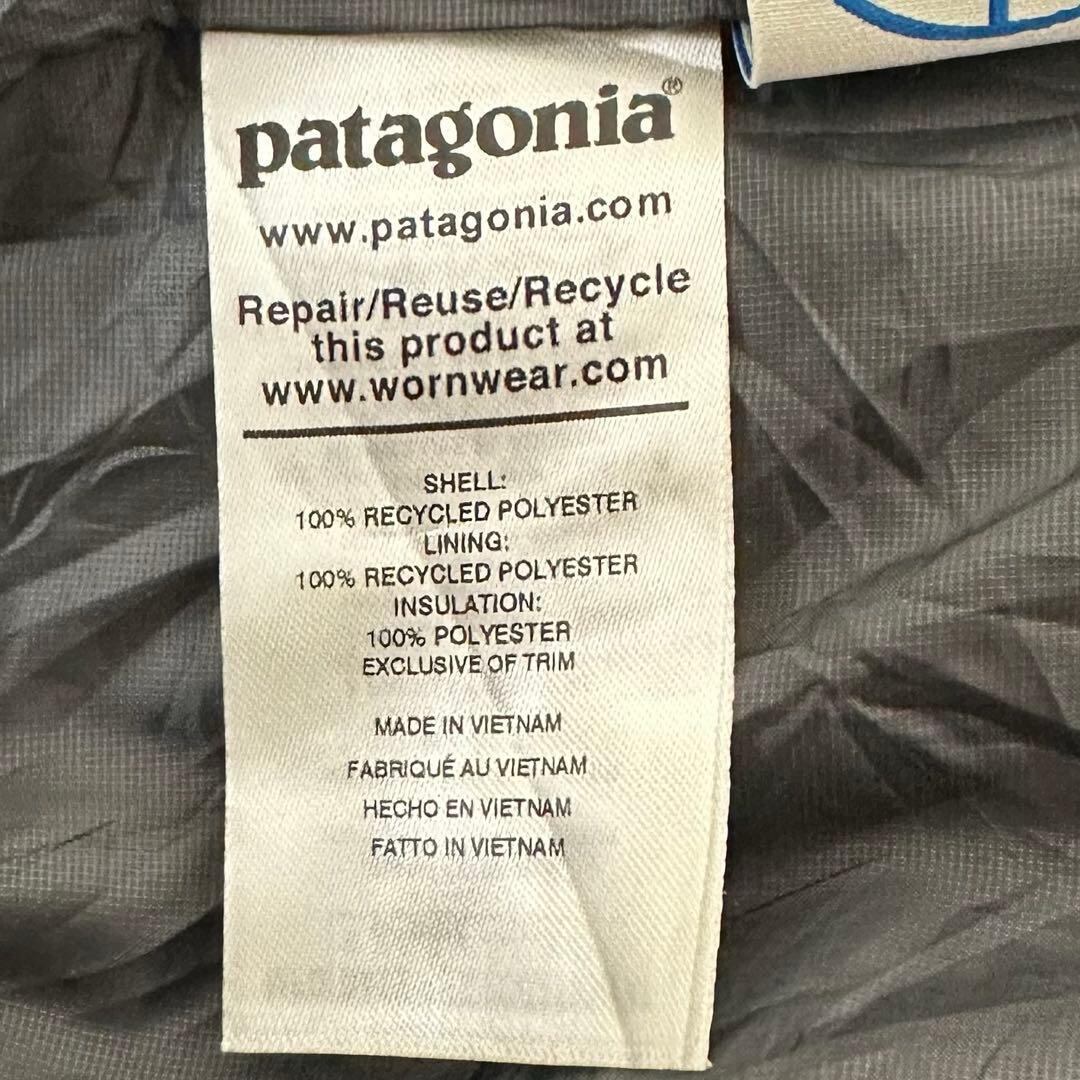 patagonia®
www.patagonia.com
Repair/Reuse/Recycle
this product at
www.wornwear.com
SHELL:
100% RECYCLED POLYESTER
LINING:
100% RECYCLED POLYESTER
INSULATION:
100% POLYESTER
EXCLUSIVE OF TRIM
MADE IN VIETNAM
FABRIQUÉ AU VIETNAM
HECHO EN VIETNAM
FATTO IN VIETNAM